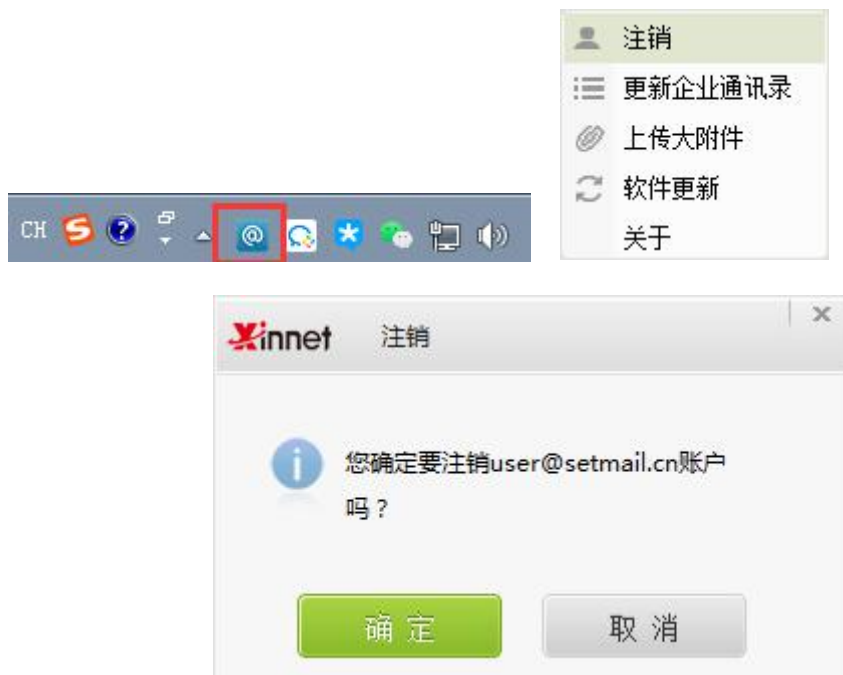 注销
更新企业通讯录
上传大附件
软件更新
关于
CH
Xinnet 注销
您确定要注销user@setmail.cn账户
吗？
确 定 取 消